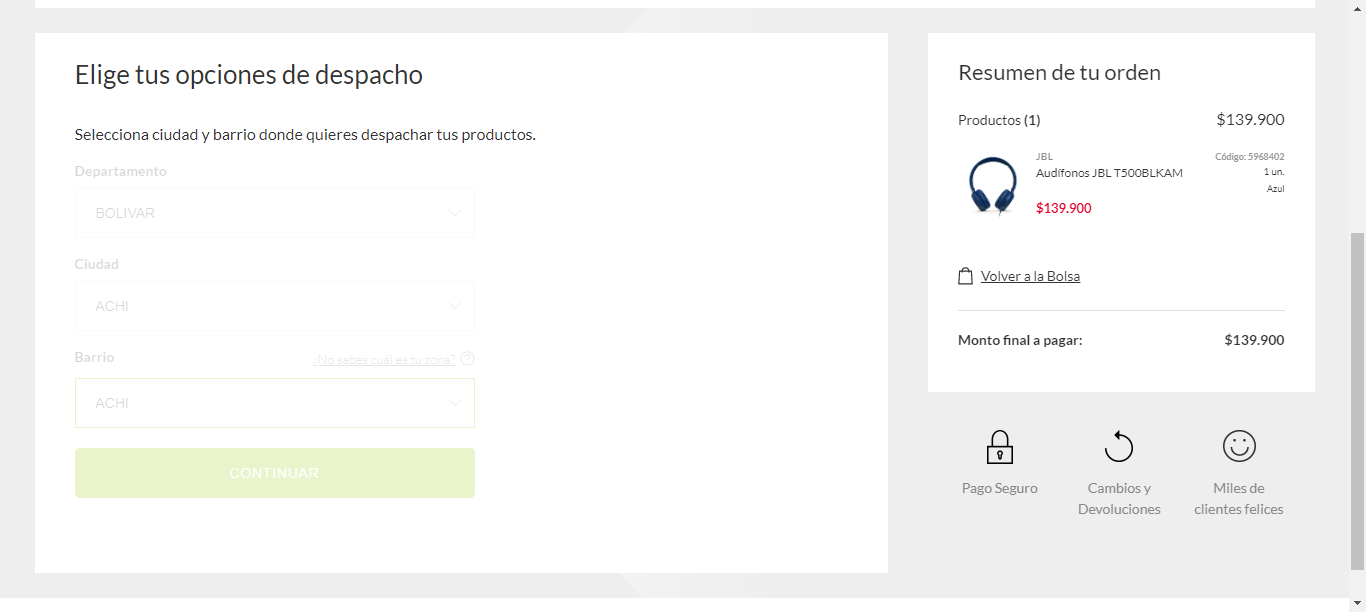 Elige tus opciones de despacho
Selecciona ciudad y barrio donde quieres despachar tus productos.
Departamento
BOLIVAR
Ciudad
ACHI
Barrio
¿No sabes cuál es tu zona? ?
ACHI
CONTINUAR
Resumen de tu orden
Productos (1) $139.900
JBL Código: 5968402
Audífonos JBL T500BLKAM 1 un.
Azul
$139.900
Volver a la Bolsa
Monto final a pagar: $139.900
Pago Seguro
Cambios y
Devoluciones
Miles de
clientes felices